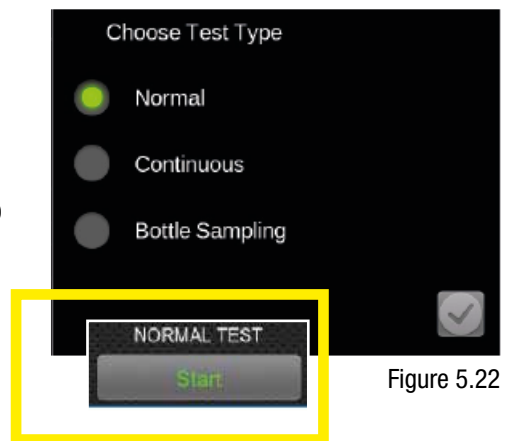 Choose Test Type
Normal
Continuous
Bottle Sampling
NORMAL TEST
Start
Figure 5.22